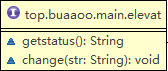 top.buaaoo.main.elevat
getstatus(): String
change(str: String): void